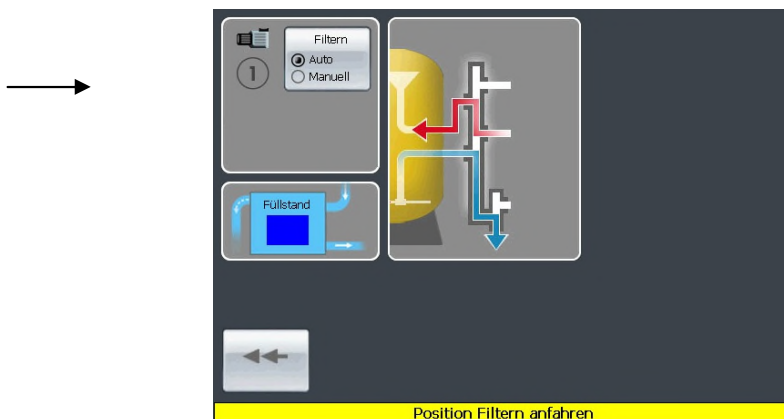 Filtern
Auto
1
Manuell
Füllstand
Position Filtern anfahren